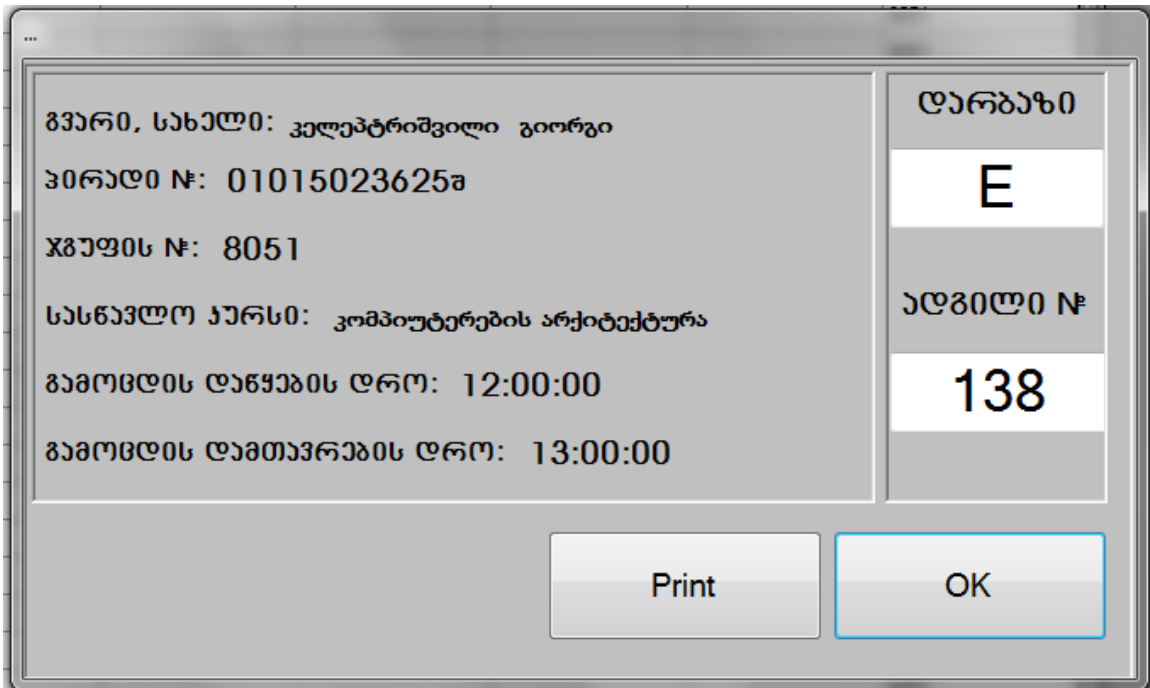 ...
გვარი, სახელი: კელეპტრიშვილი გიორგი
პირადი №: 01015023625შ
ჯგუფის №: 8051
სასწავლო კურსი: კომპიუტერების არქიტექტურა
გამოცდის დაწყების დრო: 12:00:00
გამოცდის დამთავრების დრო: 13:00:00
დარბაზი
E
ადგილი №
138
Print
OK